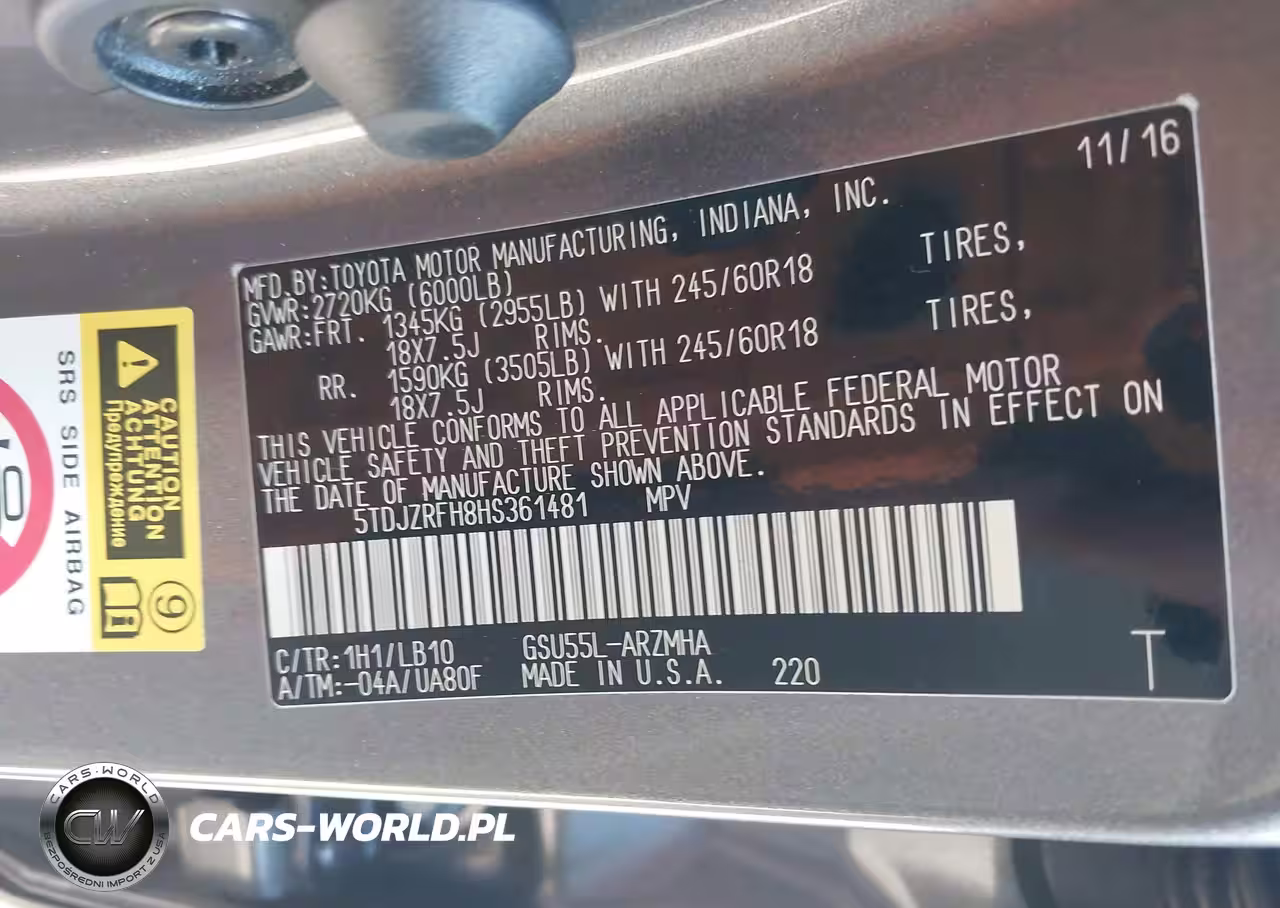 11/16
MFD.BY:TOYOTA MOTOR MANUFACTURING, INDIANA, INC.
GVWR:2720KG (6000LB)
GAWR:FRT. 1345KG (2955LB) WITH 245/60R18 TIRES,
18X7.5J RIMS.
RR. 1590KG (3505LB) WITH 245/60R18 TIRES,
18X7.5J RIMS.
THIS VEHICLE CONFORMS TO ALL APPLICABLE FEDERAL MOTOR
VEHICLE SAFETY AND THEFT PREVENTION STANDARDS IN EFFECT ON
THE DATE OF MANUFACTURE SHOWN ABOVE.
5TDJZRFH8HS361481 MPV
C/TR:1H1/LB10 GSU55L-ARZMHA
A/TM:-04A/UA80F MADE IN U.S.A. 220
T
CAUTION
ATTENTION
ACHTUNG
Предупреждение
9
SRS SIDE AIRBAG
CARS-WORLD
CW
BEZPOŚREDNI IMPORT Z USA
CARS-WORLD.PL